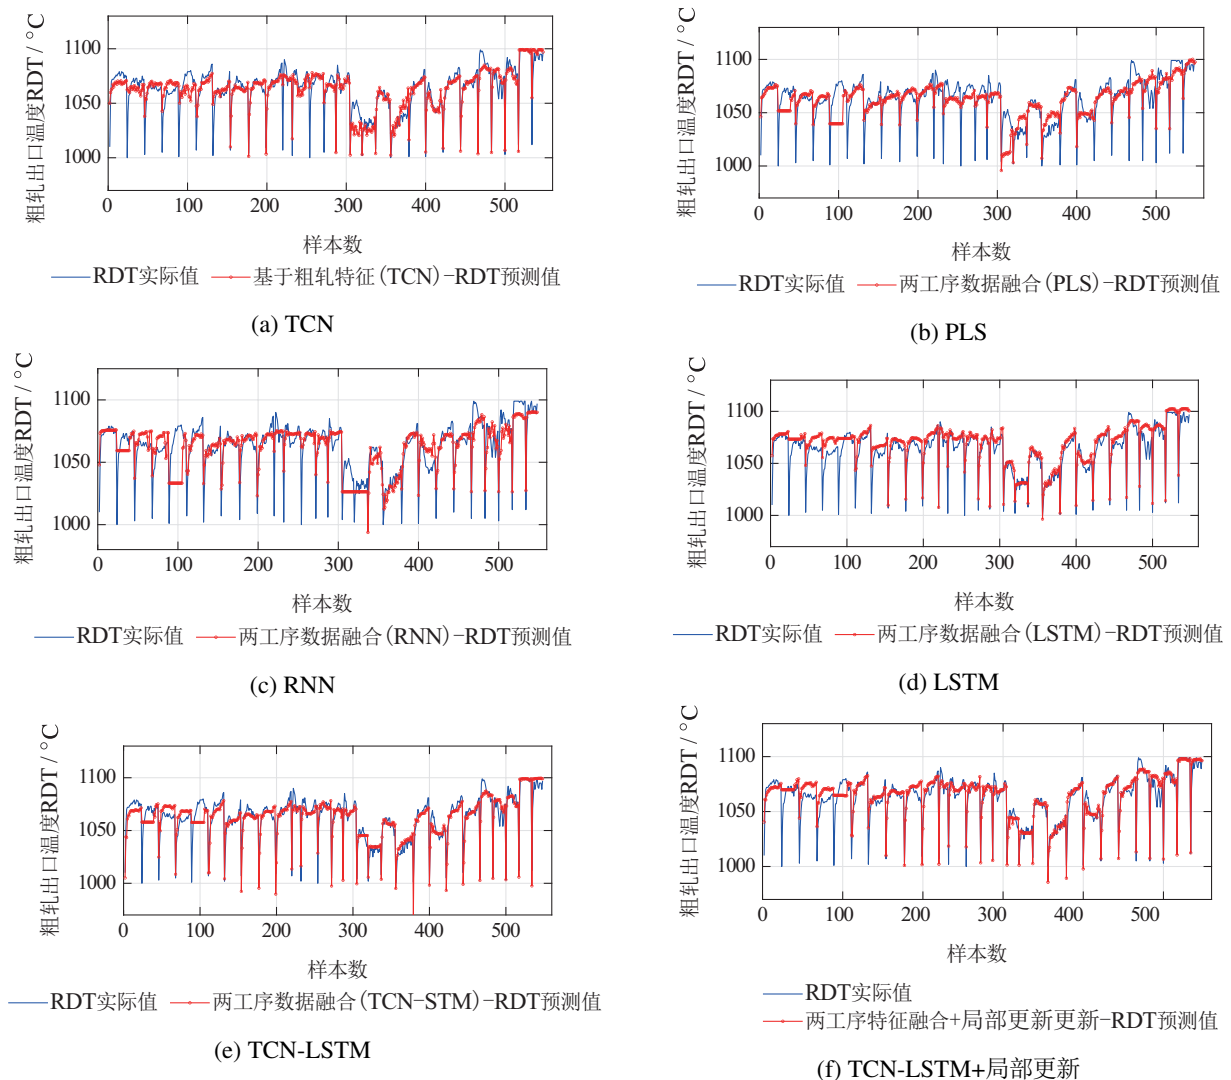 粗轧出口温度RDT / °C
1100
1050
1000
0 100 200 300 400 500
样本数
RDT实际值 基于粗轧特征(TCN)-RDT预测值
(a) TCN
粗轧出口温度RDT / °C
1100
1050
1000
0 100 200 300 400 500
样本数
RDT实际值 两工序数据融合(PLS)-RDT预测值
(b) PLS
粗轧出口温度RDT / °C
1100
1050
1000
0 100 200 300 400 500
样本数
RDT实际值 两工序数据融合(RNN)-RDT预测值
(c) RNN
粗轧出口温度RDT / °C
1100
1050
1000
0 100 200 300 400 500
样本数
RDT实际值 两工序数据融合(LSTM)-RDT预测值
(d) LSTM
粗轧出口温度RDT / °C
1100
1050
1000
0 100 200 300 400 500
样本数
RDT实际值 两工序数据融合(TCN-STM)-RDT预测值
(e) TCN-LSTM
粗轧出口温度RDT / °C
1100
1050
1000
0 100 200 300 400 500
样本数
RDT实际值
两工序特征融合+局部更新更新-RDT预测值
(f) TCN-LSTM+局部更新